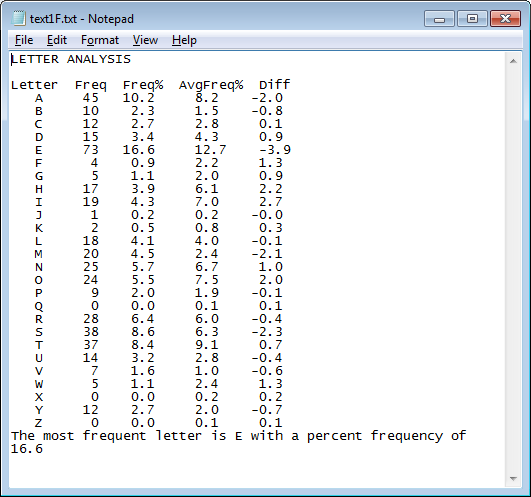 text1F.txt - Notepad
File Edit Format View Help
LETTER ANALYSIS
Letter Freq Freq% AvgFreq% Diff
A 45 10.2 8.2 -2.0
B 10 2.3 1.5 -0.8
C 12 2.7 2.8 0.1
D 15 3.4 4.3 0.9
E 73 16.6 12.7 -3.9
F 4 0.9 2.2 1.3
G 5 1.1 2.0 0.9
H 17 3.9 6.1 2.2
I 19 4.3 7.0 2.7
J 1 0.2 0.2 -0.0
K 2 0.5 0.8 0.3
L 18 4.1 4.0 -0.1
M 20 4.5 2.4 -2.1
N 25 5.7 6.7 1.0
O 24 5.5 7.5 2.0
P 9 2.0 1.9 -0.1
Q 0 0.0 0.1 0.1
R 28 6.4 6.0 -0.4
S 38 8.6 6.3 -2.3
T 37 8.4 9.1 0.7
U 14 3.2 2.8 -0.4
V 7 1.6 1.0 -0.6
W 5 1.1 2.4 1.3
X 0 0.0 0.2 0.2
Y 12 2.7 2.0 -0.7
Z 0 0.0 0.1 0.1
The most frequent letter is E with a percent frequency of
16.6